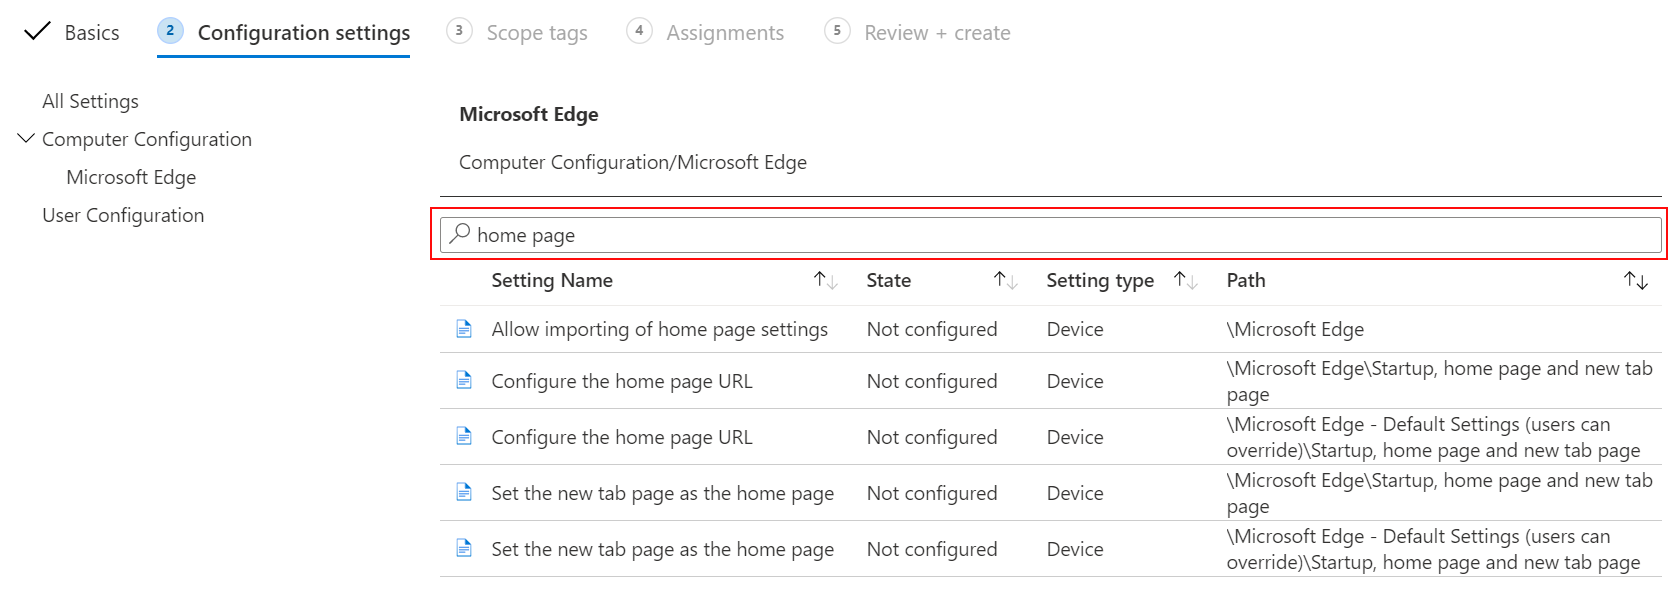 Basics 2 Configuration settings 3 Scope tags 4 Assignments 5 Review + create
All Settings
Computer Configuration
Microsoft Edge
User Configuration
Microsoft Edge
Computer Configuration/Microsoft Edge
home page
Setting Name State Setting type Path
Allow importing of home page settings Not configured Device \Microsoft Edge
Configure the home page URL Not configured Device \Microsoft Edge\Startup, home page and new tab
page
Configure the home page URL Not configured Device \Microsoft Edge - Default Settings (users can
override)\Startup, home page and new tab page
Set the new tab page as the home page Not configured Device \Microsoft Edge\Startup, home page and new tab
page
Set the new tab page as the home page Not configured Device \Microsoft Edge - Default Settings (users can
override)\Startup, home page and new tab page